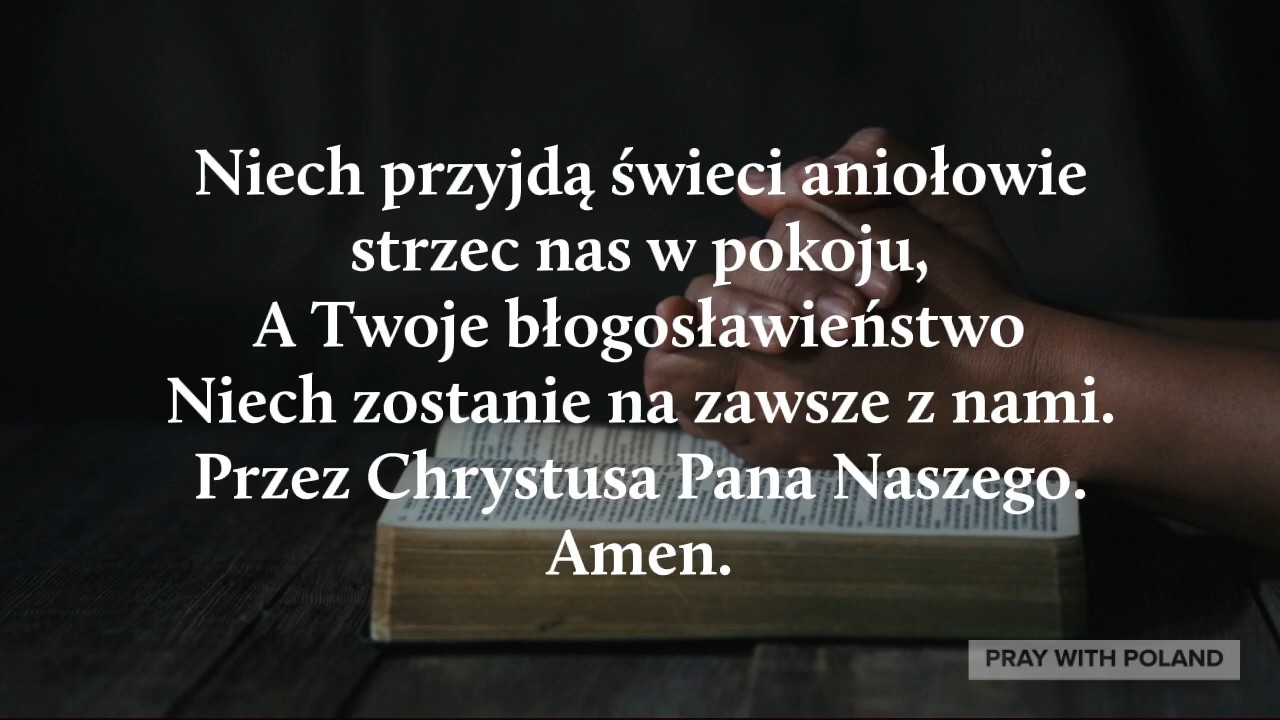 Niech przyjdą świeci aniołowie
strzec nas w pokoju,
A Twoje błogosławieństwo
Niech zostanie na zawsze z nami.
Przez Chrystusa Pana Naszego.
Amen.
PRAY WITH POLAND